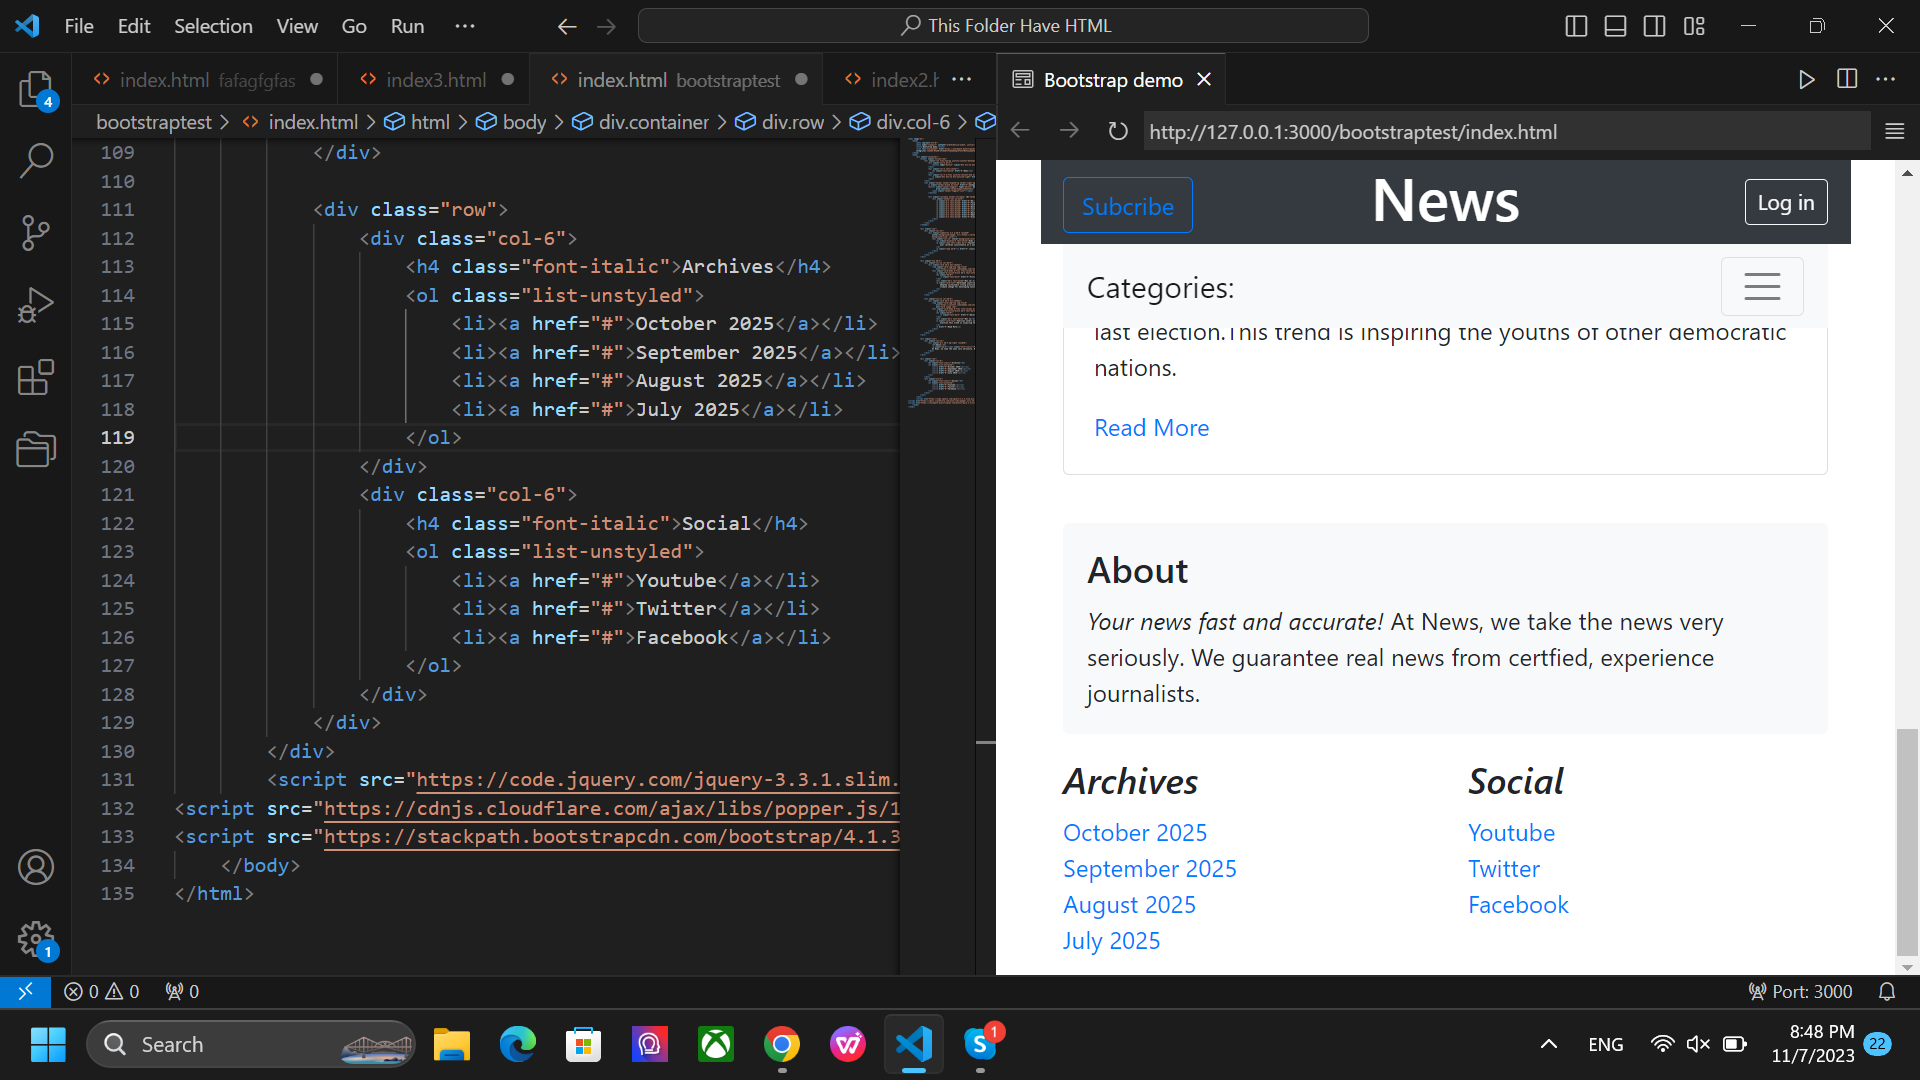 File Edit Selection View Go Run ··· This Folder Have HTML
index.html fafagfgfas index3.html index.html bootstraptest index2.h ···
bootstraptest > index.html > html > body > div.container > div.row > div.col-6 >
109 </div>
110
111 <div class="row">
112 <div class="col-6">
113 <h4 class="font-italic">Archives</h4>
114 <ol class="list-unstyled">
115 <li><a href="#">October 2025</a></li>
116 <li><a href="#">September 2025</a></li>
117 <li><a href="#">August 2025</a></li>
118 <li><a href="#">July 2025</a></li>
119 </ol>
120 </div>
121 <div class="col-6">
122 <h4 class="font-italic">Social</h4>
123 <ol class="list-unstyled">
124 <li><a href="#">Youtube</a></li>
125 <li><a href="#">Twitter</a></li>
126 <li><a href="#">Facebook</a></li>
127 </ol>
128 </div>
129 </div>
130 </div>
131 <script src="https://code.jquery.com/jquery-3.3.1.slim.
132 <script src="https://cdnjs.cloudflare.com/ajax/libs/popper.js/1
133 <script src="https://stackpath.bootstrapcdn.com/bootstrap/4.1.3
134 </body>
135 </html>
Bootstrap demo
http://127.0.0.1:3000/bootstraptest/index.html
Subcribe News Log in
Categories:
last election.This trend is inspiring the youths of other democratic
nations.
Read More
About
Your news fast and accurate! At News, we take the news very
seriously. We guarantee real news from certfied, experience
journalists.
Archives
October 2025
September 2025
August 2025
July 2025
Social
Youtube
Twitter
Facebook
4
1
0 0 0
Port: 3000
Search
S 1
ENG
8:48 PM
11/7/2023
22